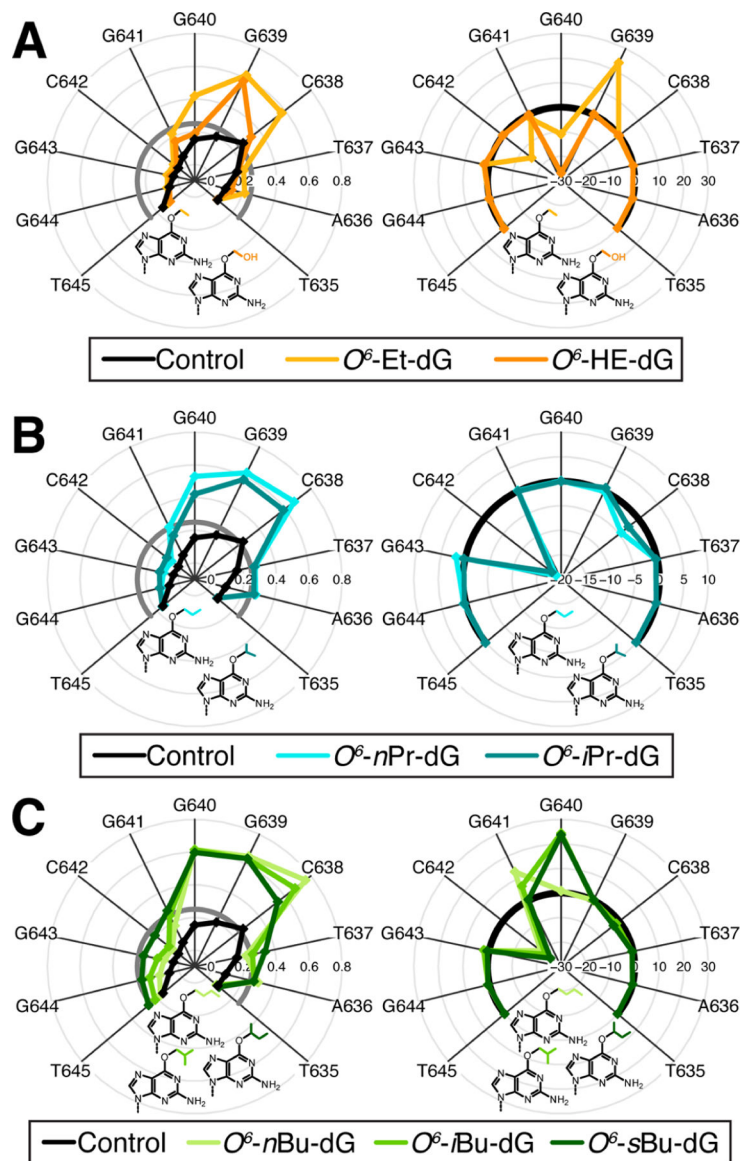 A
G640
G641
G639
C642
C638
G643
T637
0
0.2
0.4
0.6
0.8
G644
A636
T645
T635
O
N
N
N
N
NH2
OH
O
N
N
N
N
NH2
G640
G641
G639
C642
C638
G643
T637
−30
−20
−10
0
10
20
30
G644
A636
T645
T635
O
N
N
N
N
NH2
OH
O
N
N
N
N
NH2
Control O6-Et-dG O6-HE-dG
B
G640
G641
G639
C642
C638
G643
T637
0
0.2
0.4
0.6
0.8
G644
A636
T645
T635
O
N
N
N
N
NH2
O
N
N
N
N
NH2
G640
G641
G639
C642
C638
G643
T637
−20
−15
−10
−5
0
5
10
G644
A636
T645
T635
O
N
N
N
N
NH2
O
N
N
N
N
NH2
Control O6-nPr-dG O6-iPr-dG
C
G640
G641
G639
C642
C638
G643
T637
0
0.2
0.4
0.6
0.8
G644
A636
T645
T635
O
N
N
N
N
NH2
O
N
N
N
N
NH2
O
N
N
N
N
NH2
G640
G641
G639
C642
C638
G643
T637
−30
−20
−10
0
10
20
30
G644
A636
T645
T635
O
N
N
N
N
NH2
O
N
N
N
N
NH2
O
N
N
N
N
NH2
Control O6-nBu-dG O6-iBu-dG O6-sBu-dG